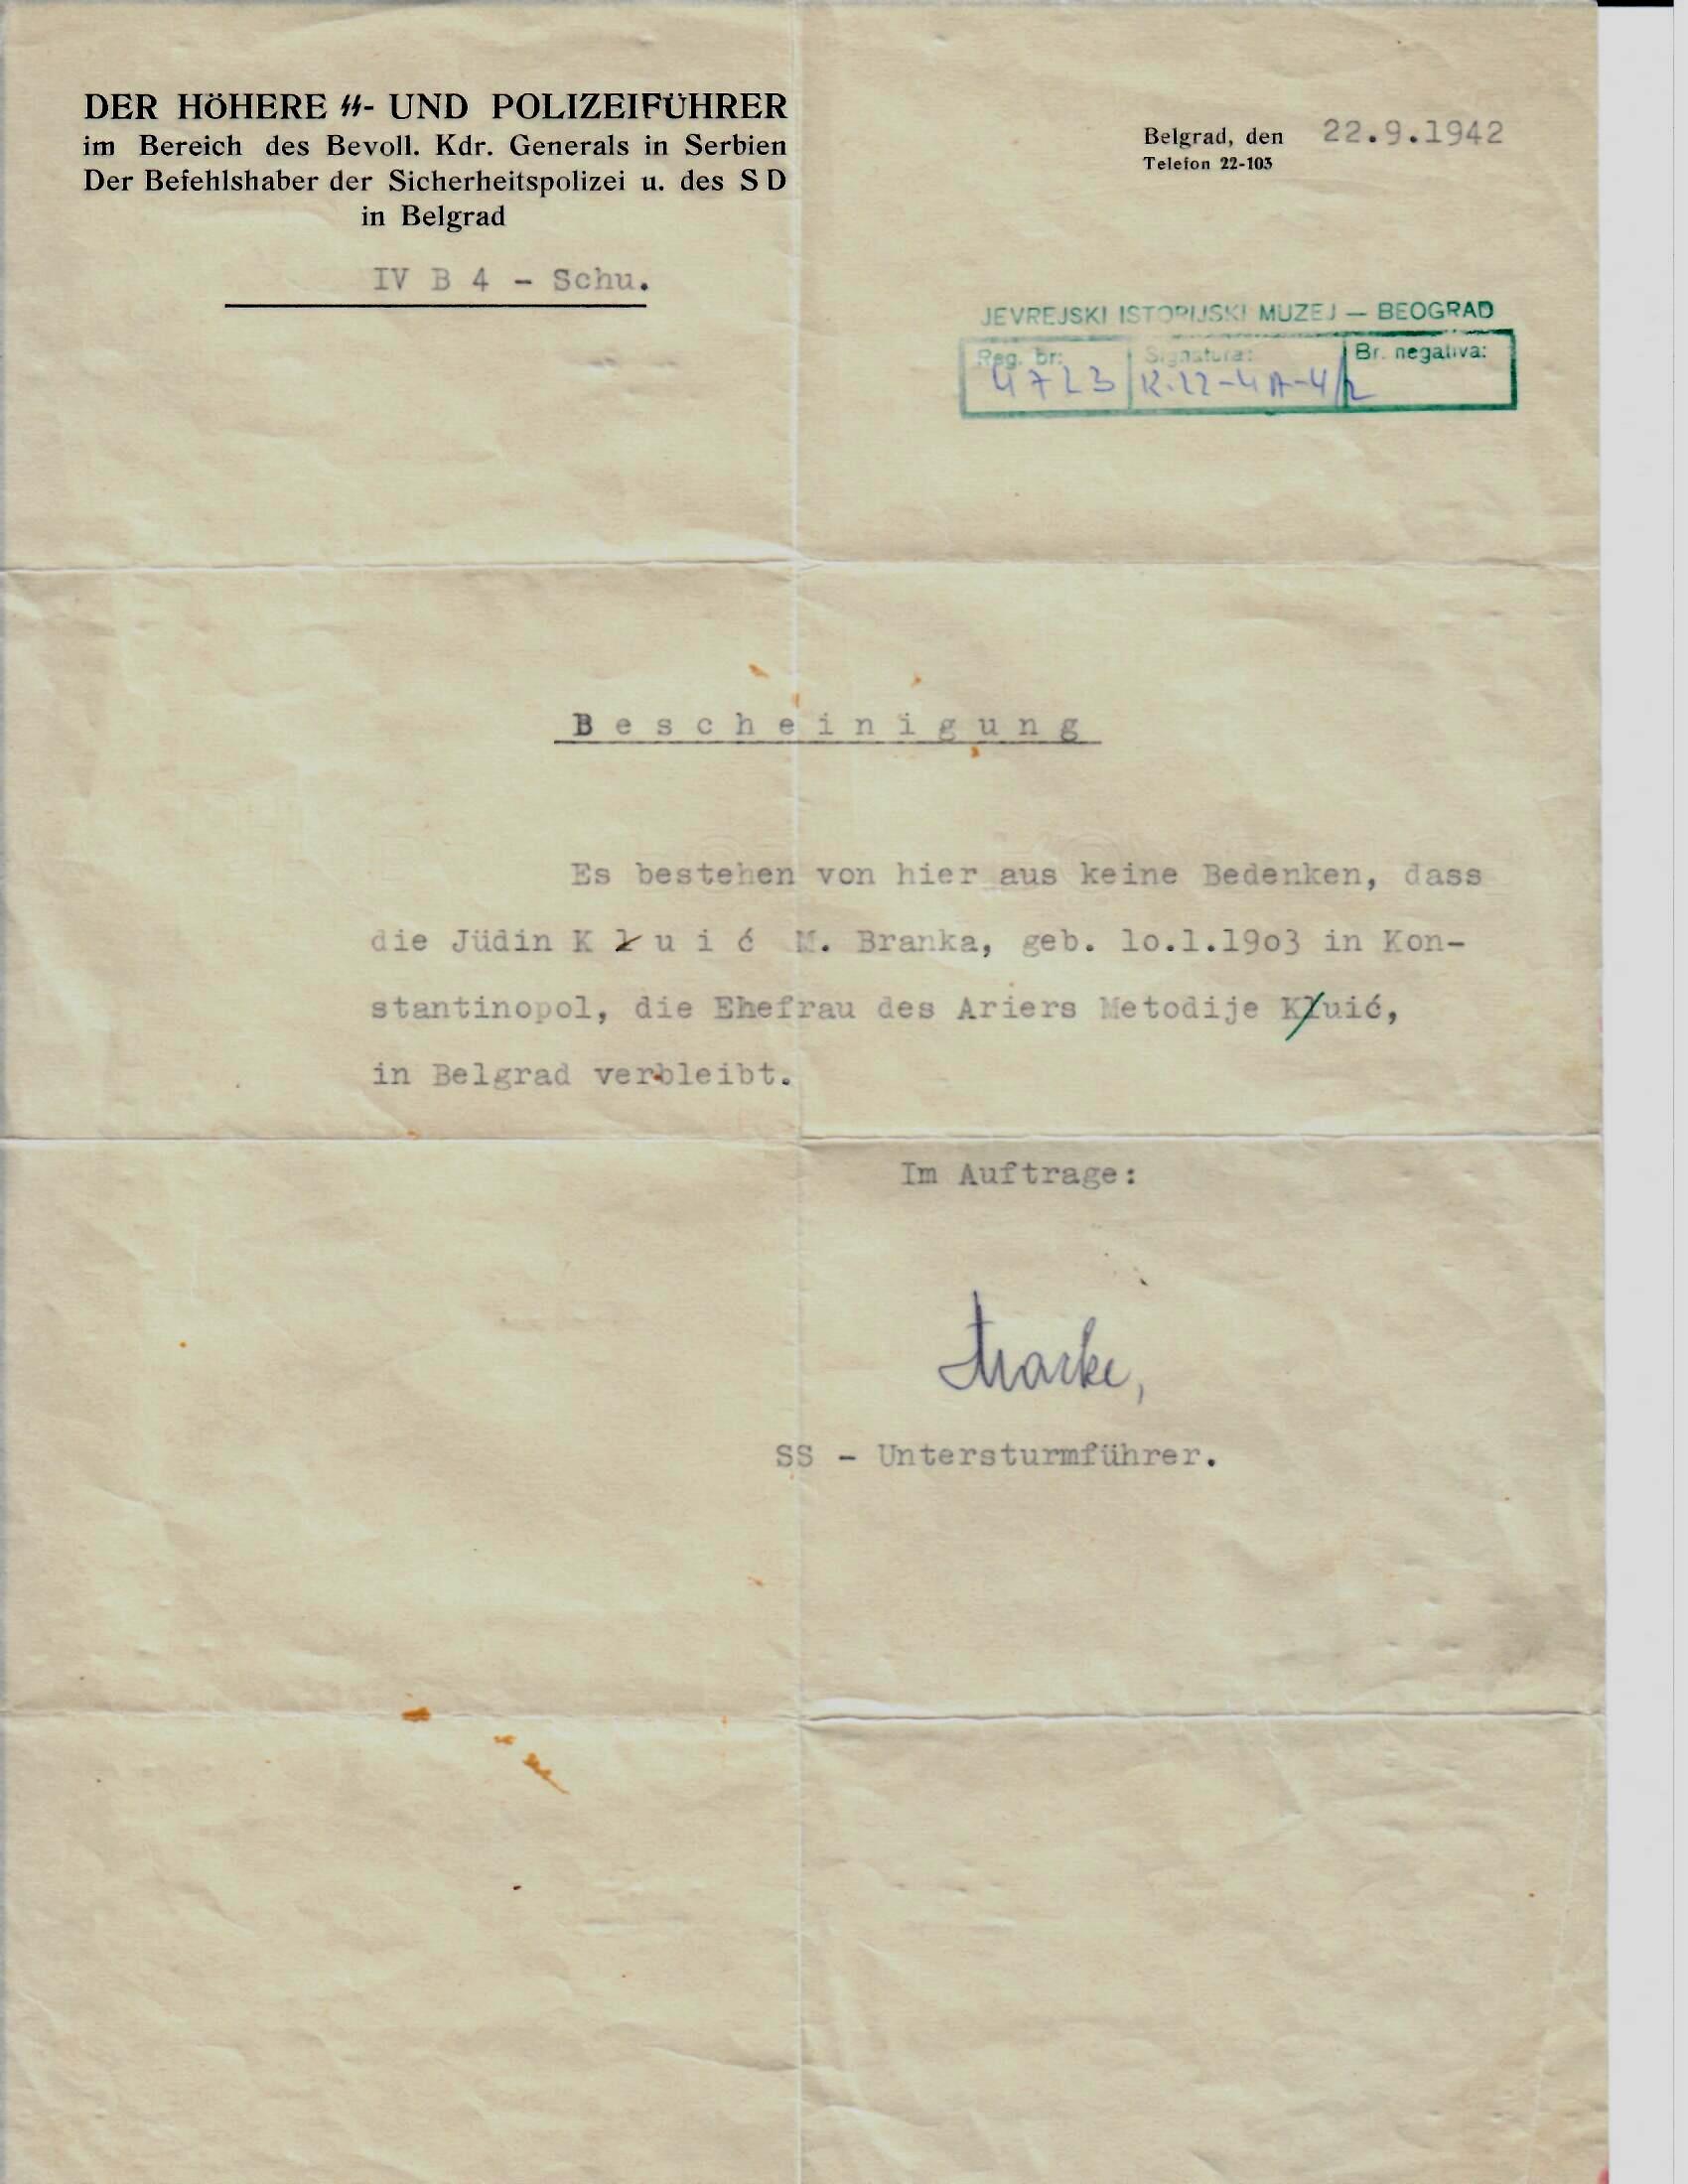 DER HÖHERE ᛋᛋ- UND POLIZEIFÜHRER
im Bereich des Bevoll. Kdr. Generals in Serbien
Der Befehlshaber der Sicherheitspolizei u. des SD
in Belgrad
IV B 4 - Schu.
Belgrad, den 22.9.1942
Telefon 22-103
JEVREJSKI ISTORIJSKI MUZEJ — BEOGRAD
Reg. br: Signatura: Br. negativa:
4723 K.22-4A-4/2
Bescheinigung
Es bestehen von hier aus keine Bedenken, dass
die Jüdin K l u i ć M. Branka, geb. 10.1.1903 in Kon-
stantinopol, die Ehefrau des Ariers Metodije Kluić,
in Belgrad verbleibt.
Im Auftrage:
SS - Untersturmführer.